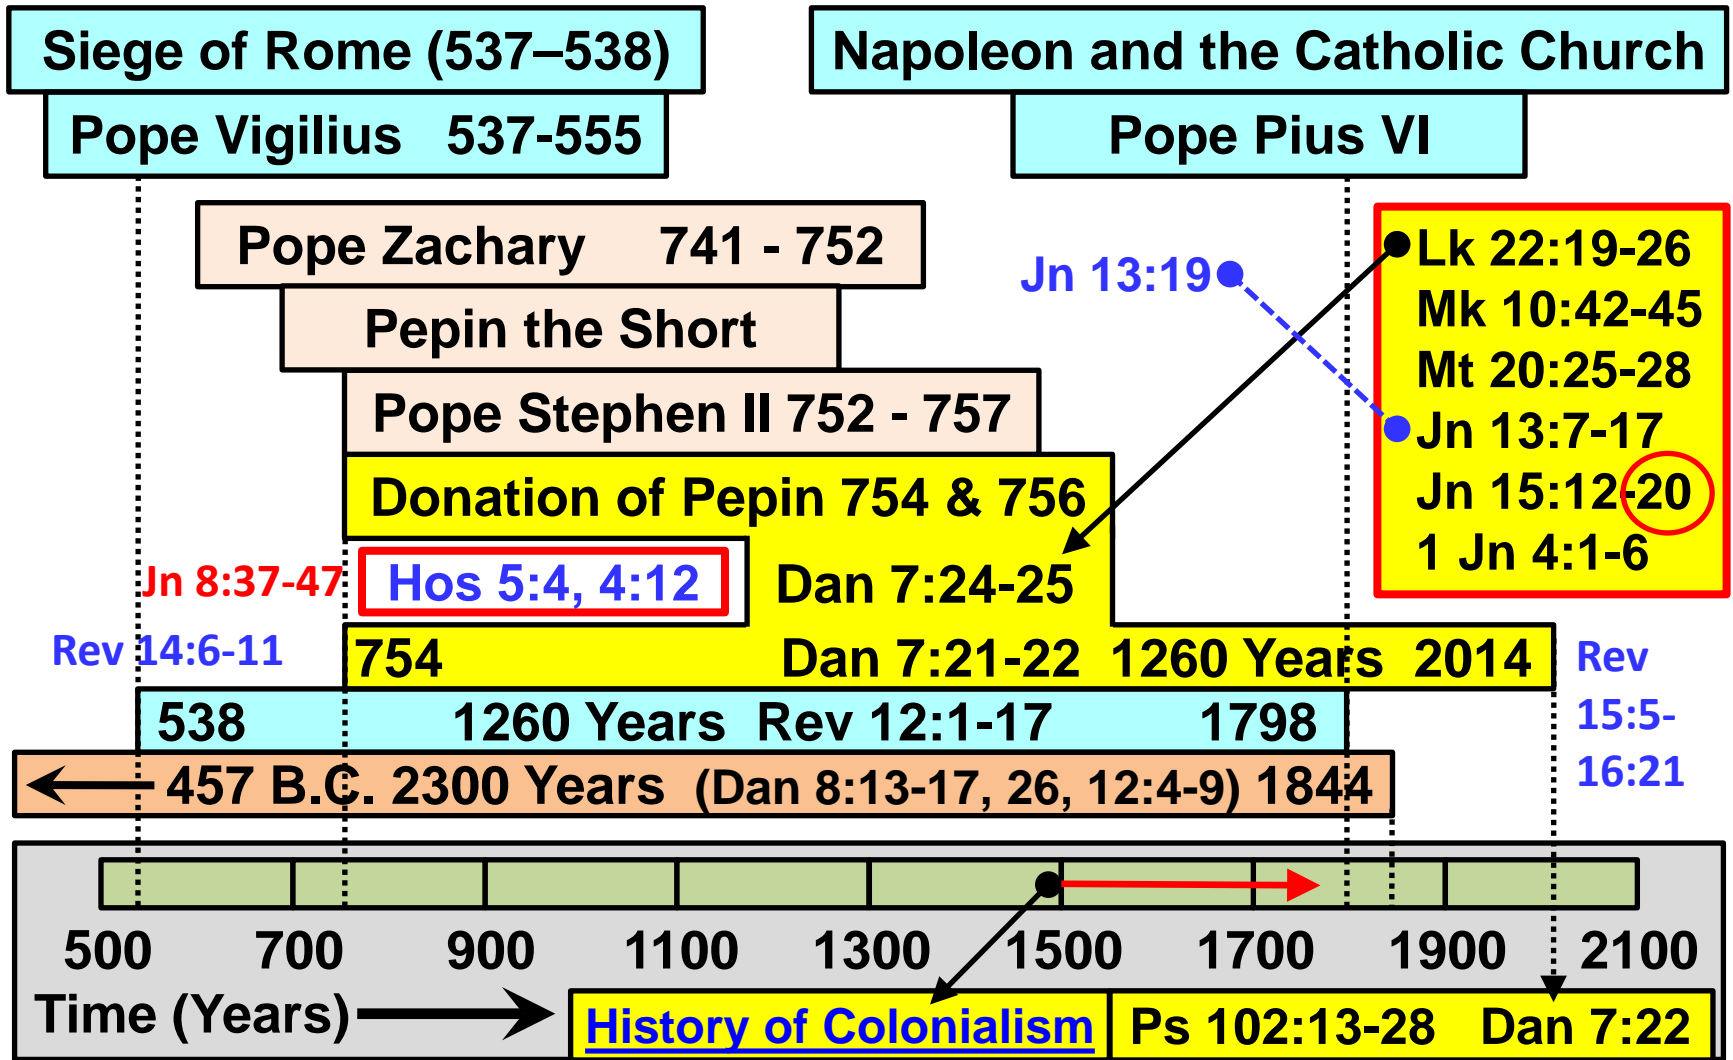 Siege of Rome (537–538)
Napoleon and the Catholic Church
Pope Vigilius 537-555
Pope Pius VI
Pope Zachary 741 - 752
Pepin the Short
Pope Stephen II 752 - 757
Donation of Pepin 754 & 756
Jn 13:19
Lk 22:19-26
Mk 10:42-45
Mt 20:25-28
Jn 13:7-17
Jn 15:12-20
1 Jn 4:1-6
Jn 8:37-47
Hos 5:4, 4:12
Dan 7:24-25
Rev 14:6-11
754 Dan 7:21-22 1260 Years 2014
Rev
15:5-
16:21
538 1260 Years Rev 12:1-17 1798
457 B.C. 2300 Years (Dan 8:13-17, 26, 12:4-9) 1844
500 700 900 1100 1300 1500 1700 1900 2100
Time (Years)
History of Colonialism
Ps 102:13-28 Dan 7:22